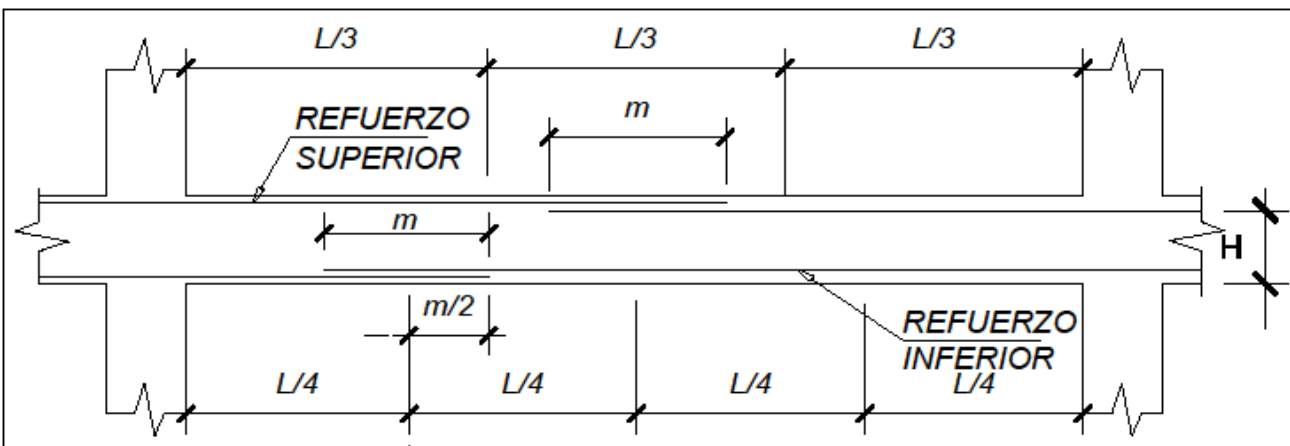 L/3
L/3
L/3
REFUERZO
SUPERIOR
m
m
H
m/2
REFUERZO
INFERIOR
L/4
L/4
L/4
L/4